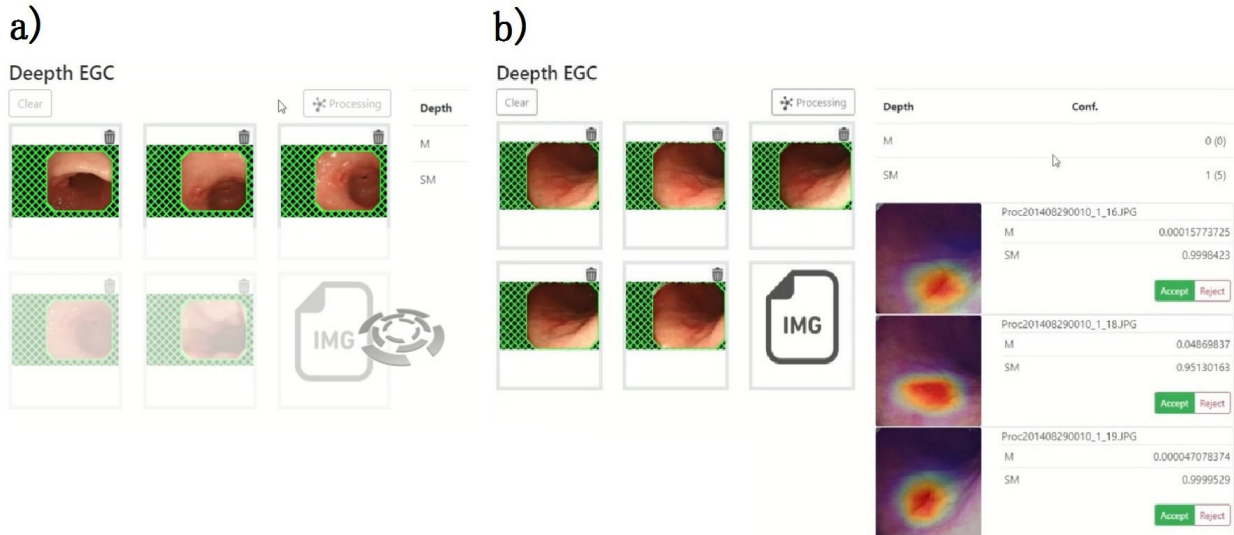 a)
Deepth EGC
Clear
Processing
Depth
M
SM
IMG
b)
Deepth EGC
Clear
Processing
IMG
Depth Conf.
M 0 (0)
SM 1 (5)
Proc201408290010_1_16.JPG
M 0.00015773725
SM 0.9998423
Accept Reject
Proc201408290010_1_18.JPG
M 0.04869837
SM 0.95130163
Accept Reject
Proc201408290010_1_19.JPG
M 0.000047078374
SM 0.9999529
Accept Reject